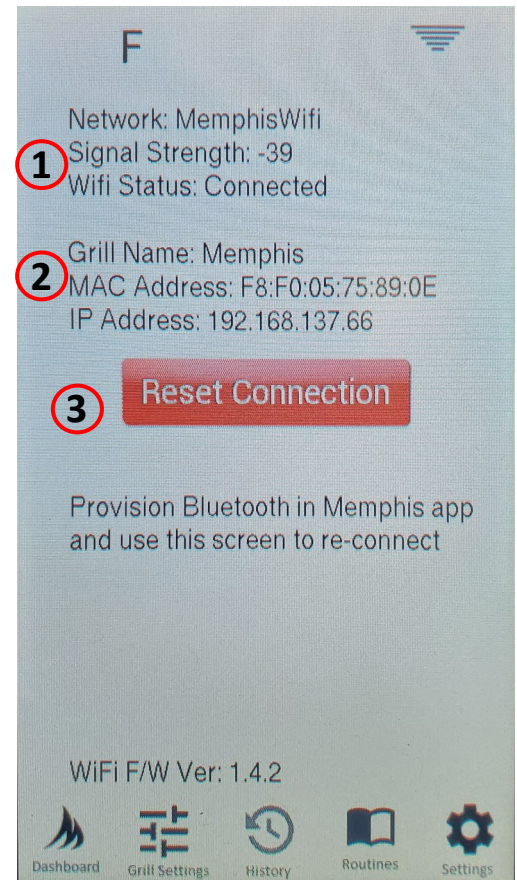 F
Network: MemphisWifi
1
Signal Strength: -39
Wifi Status: Connected
Grill Name: Memphis
2
MAC Address: F8:F0:05:75:89:0E
IP Address: 192.168.137.66
3
Reset Connection
Provision Bluetooth in Memphis app
and use this screen to re-connect
WiFi F/W Ver: 1.4.2
Dashboard Grill Settings History Routines Settings